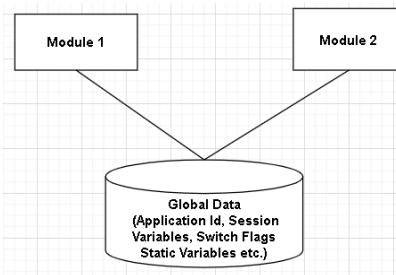 Module 1
Module 2
Global Data
(Application Id, Session
Variables, Switch Flags
Static Variables etc.)